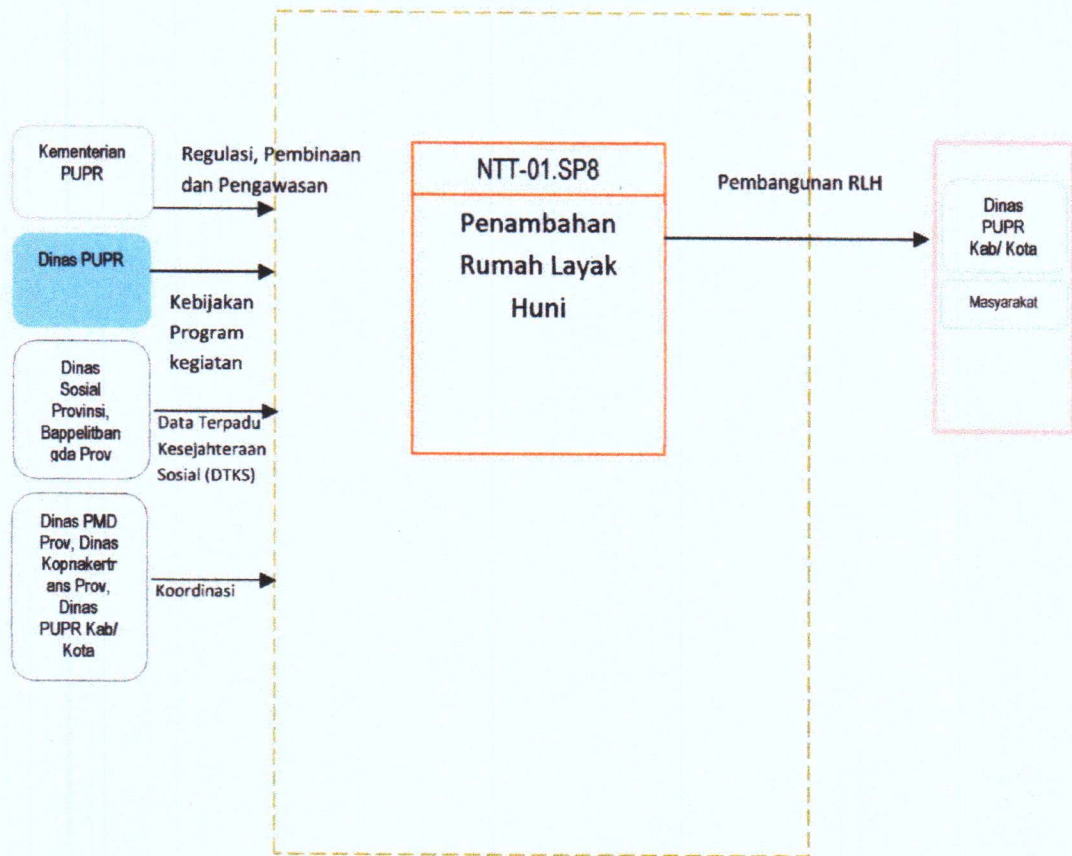 Kementerian
PUPR
Regulasi, Pembinaan
dan Pengawasan
Dinas PUPR
Kebijakan
Program
kegiatan
Dinas
Sosial
Provinsi,
Bappelitban
gda Prov
Data Terpadu
Kesejahteraan
Sosial (DTKS)
Dinas PMD
Prov, Dinas
Kopnakertr
ans Prov,
Dinas
PUPR Kab/
Kota
Koordinasi
NTT-01.SP8
Penambahan
Rumah Layak
Huni
Pembangunan RLH
Dinas
PUPR
Kab/ Kota
Masyarakat